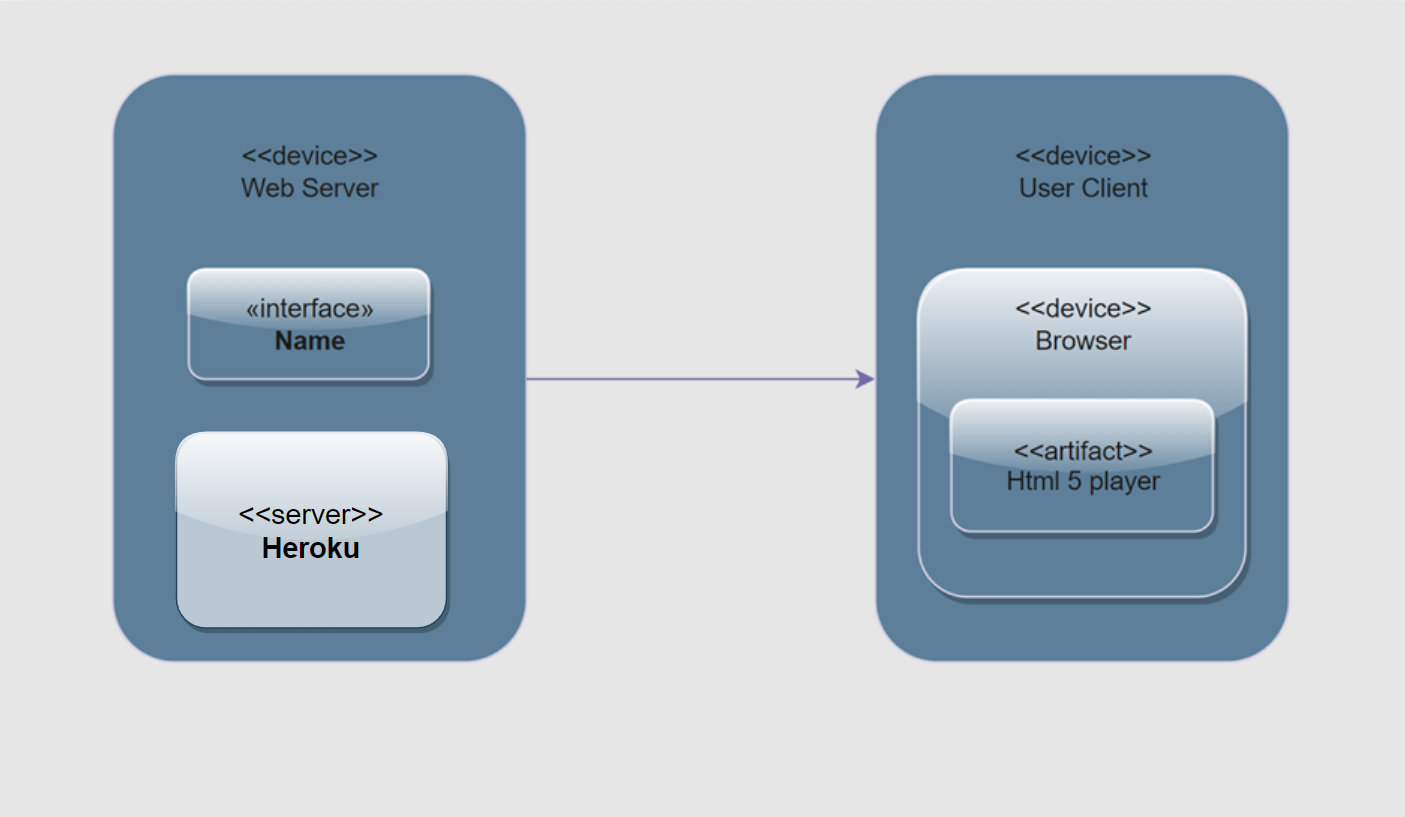 <<device>>
Web Server
«interface»
Name
<<server>>
Heroku
<<device>>
User Client
<<device>>
Browser
<<artifact>>
Html 5 player